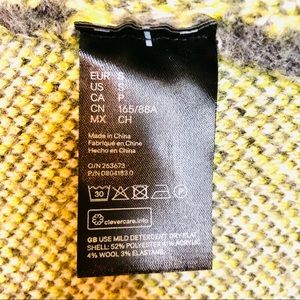 EUR S
US S
CA P
CN 165/88A
MX CH
Made in China
Fabriqué en Chine
Hecho en China
O/N 263673
P/N 0804183.0
30
P
clevercare.info
GB USE MILD DETERGENT DRY FLAT
SHELL: 52% POLYESTER 41% ACRYLIC
4% WOOL 3% ELASTANE